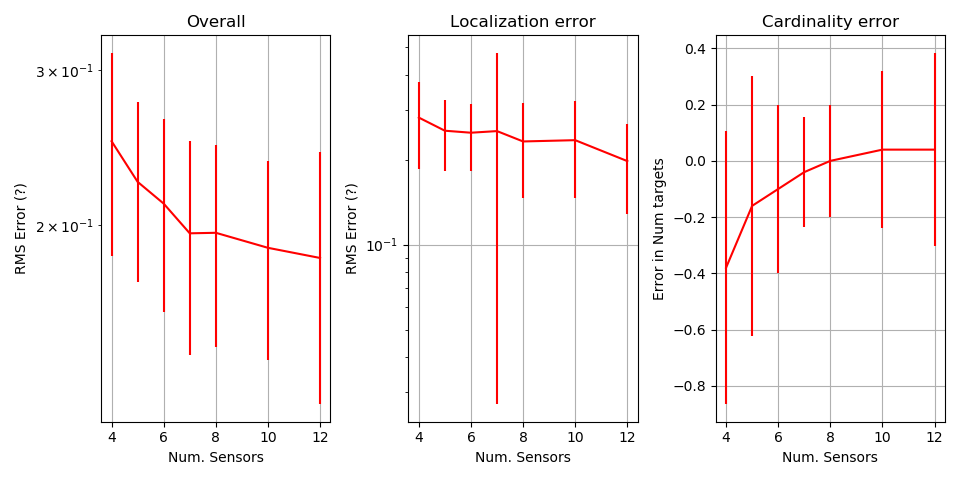 Overall
RMS Error (?)
3 × 10⁻¹
2 × 10⁻¹
4 6 8 10 12
Num. Sensors
Localization error
RMS Error (?)
10⁻¹
4 6 8 10 12
Num. Sensors
Cardinality error
Error in Num targets
0.4
0.2
0.0
−0.2
−0.4
−0.6
−0.8
4 6 8 10 12
Num. Sensors